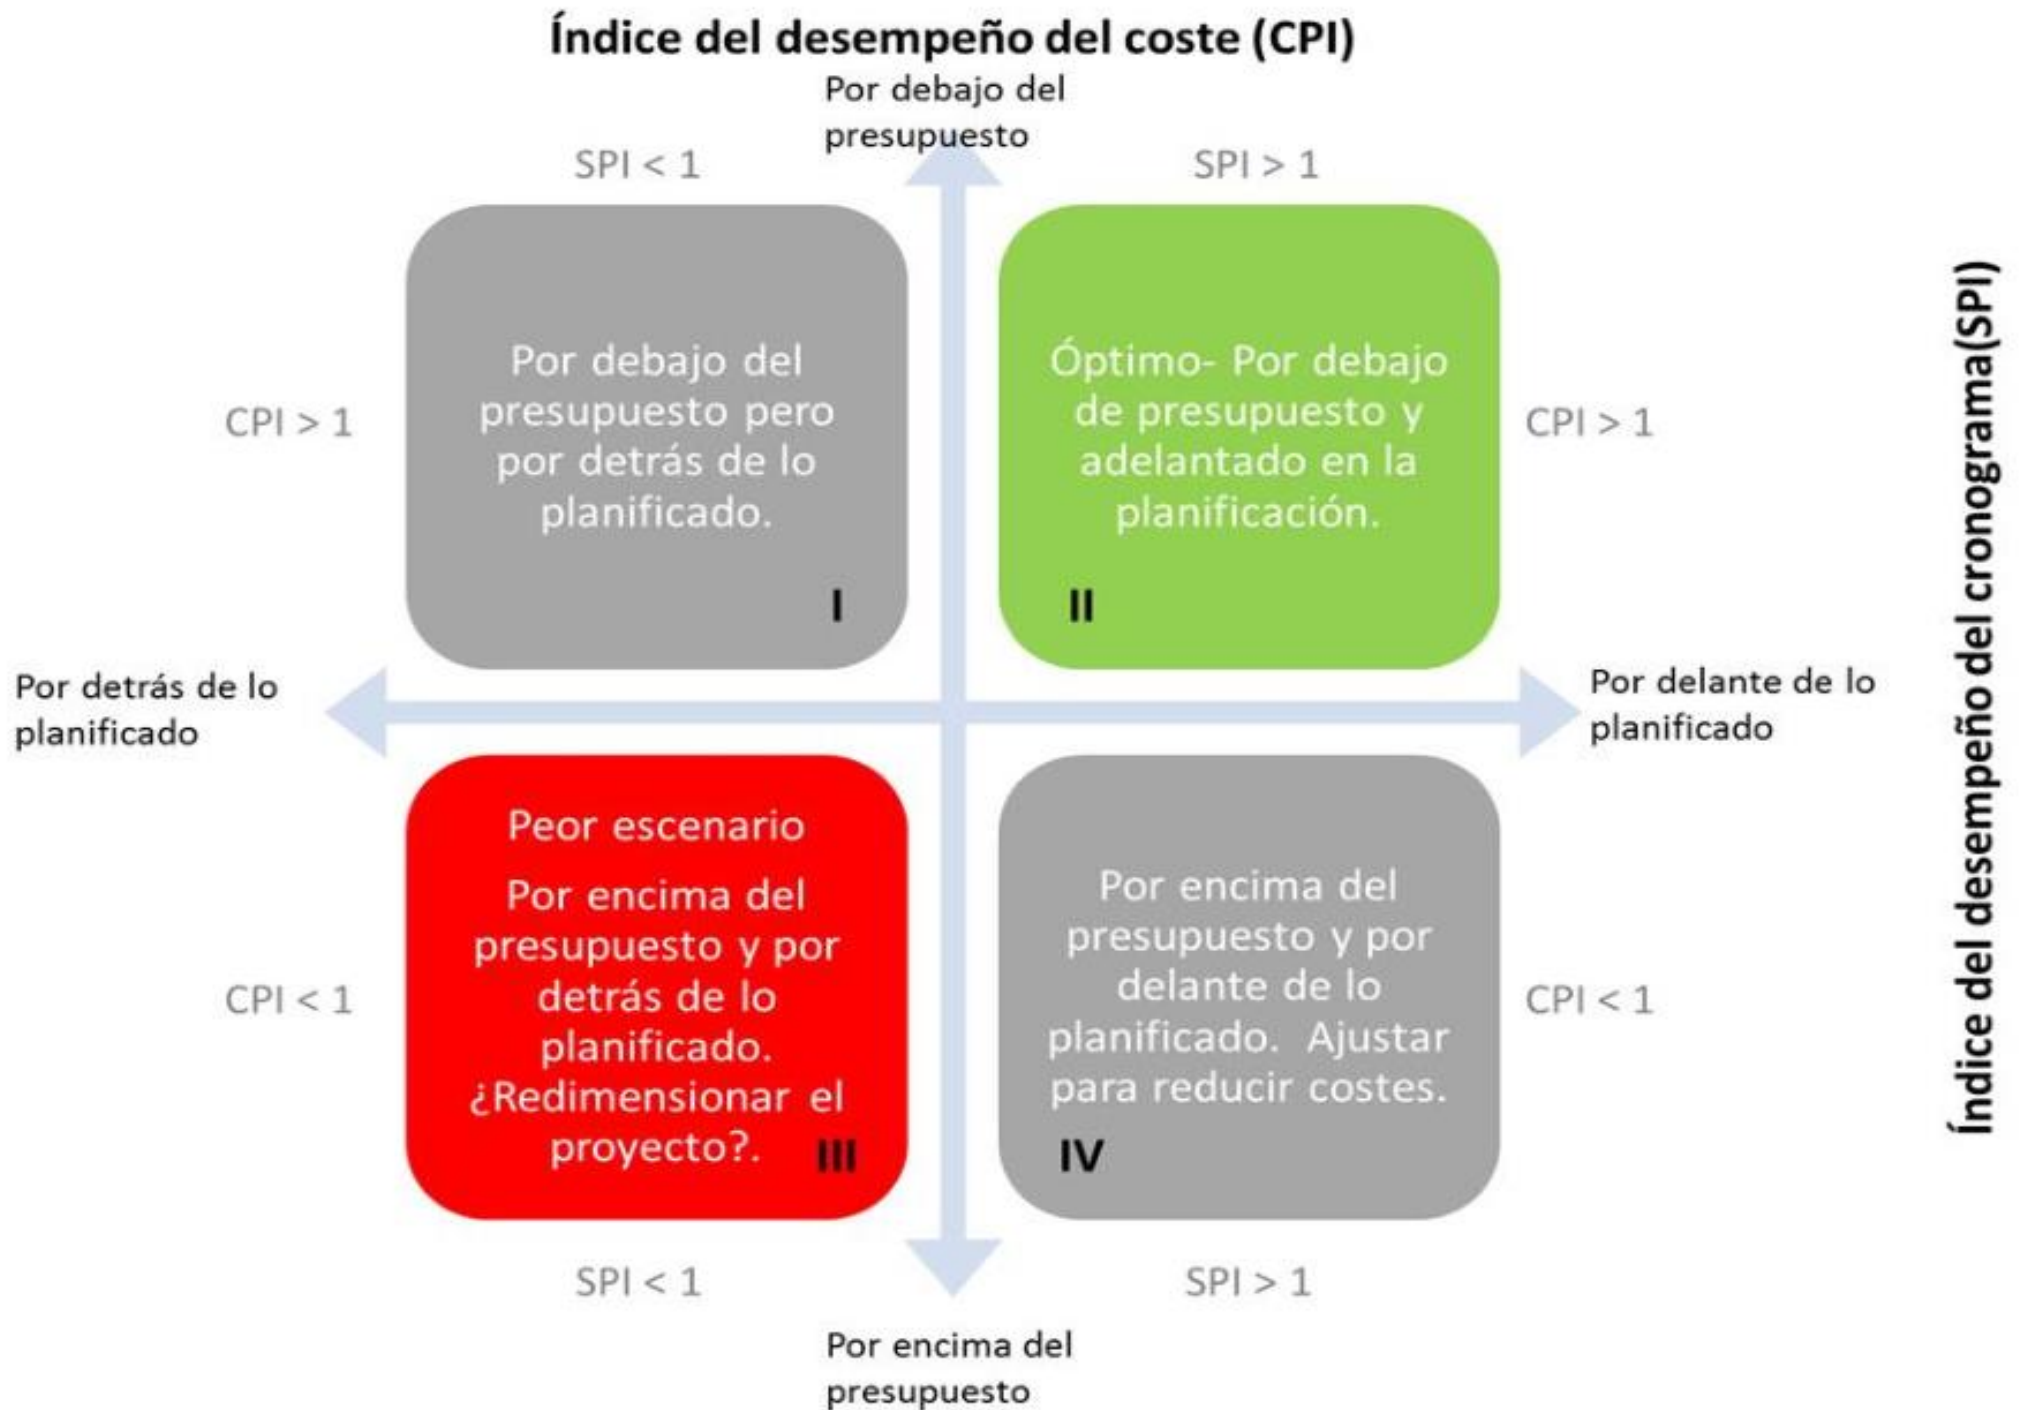 Índice del desempeño del coste (CPI)
Por debajo del
presupuesto
SPI < 1
SPI > 1
CPI > 1
Por debajo del
presupuesto pero
por detrás de lo
planificado.
I
Óptimo- Por debajo
de presupuesto y
adelantado en la
planificación.
II
CPI > 1
Por detrás de lo
planificado
Por delante de lo
planificado
Índice del desempeño del cronograma(SPI)
CPI < 1
Peor escenario
Por encima del
presupuesto y por
detrás de lo
planificado.
¿Redimensionar el
proyecto?.
III
Por encima del
presupuesto y por
delante de lo
planificado. Ajustar
para reducir costes.
IV
CPI < 1
SPI < 1
SPI > 1
Por encima del
presupuesto